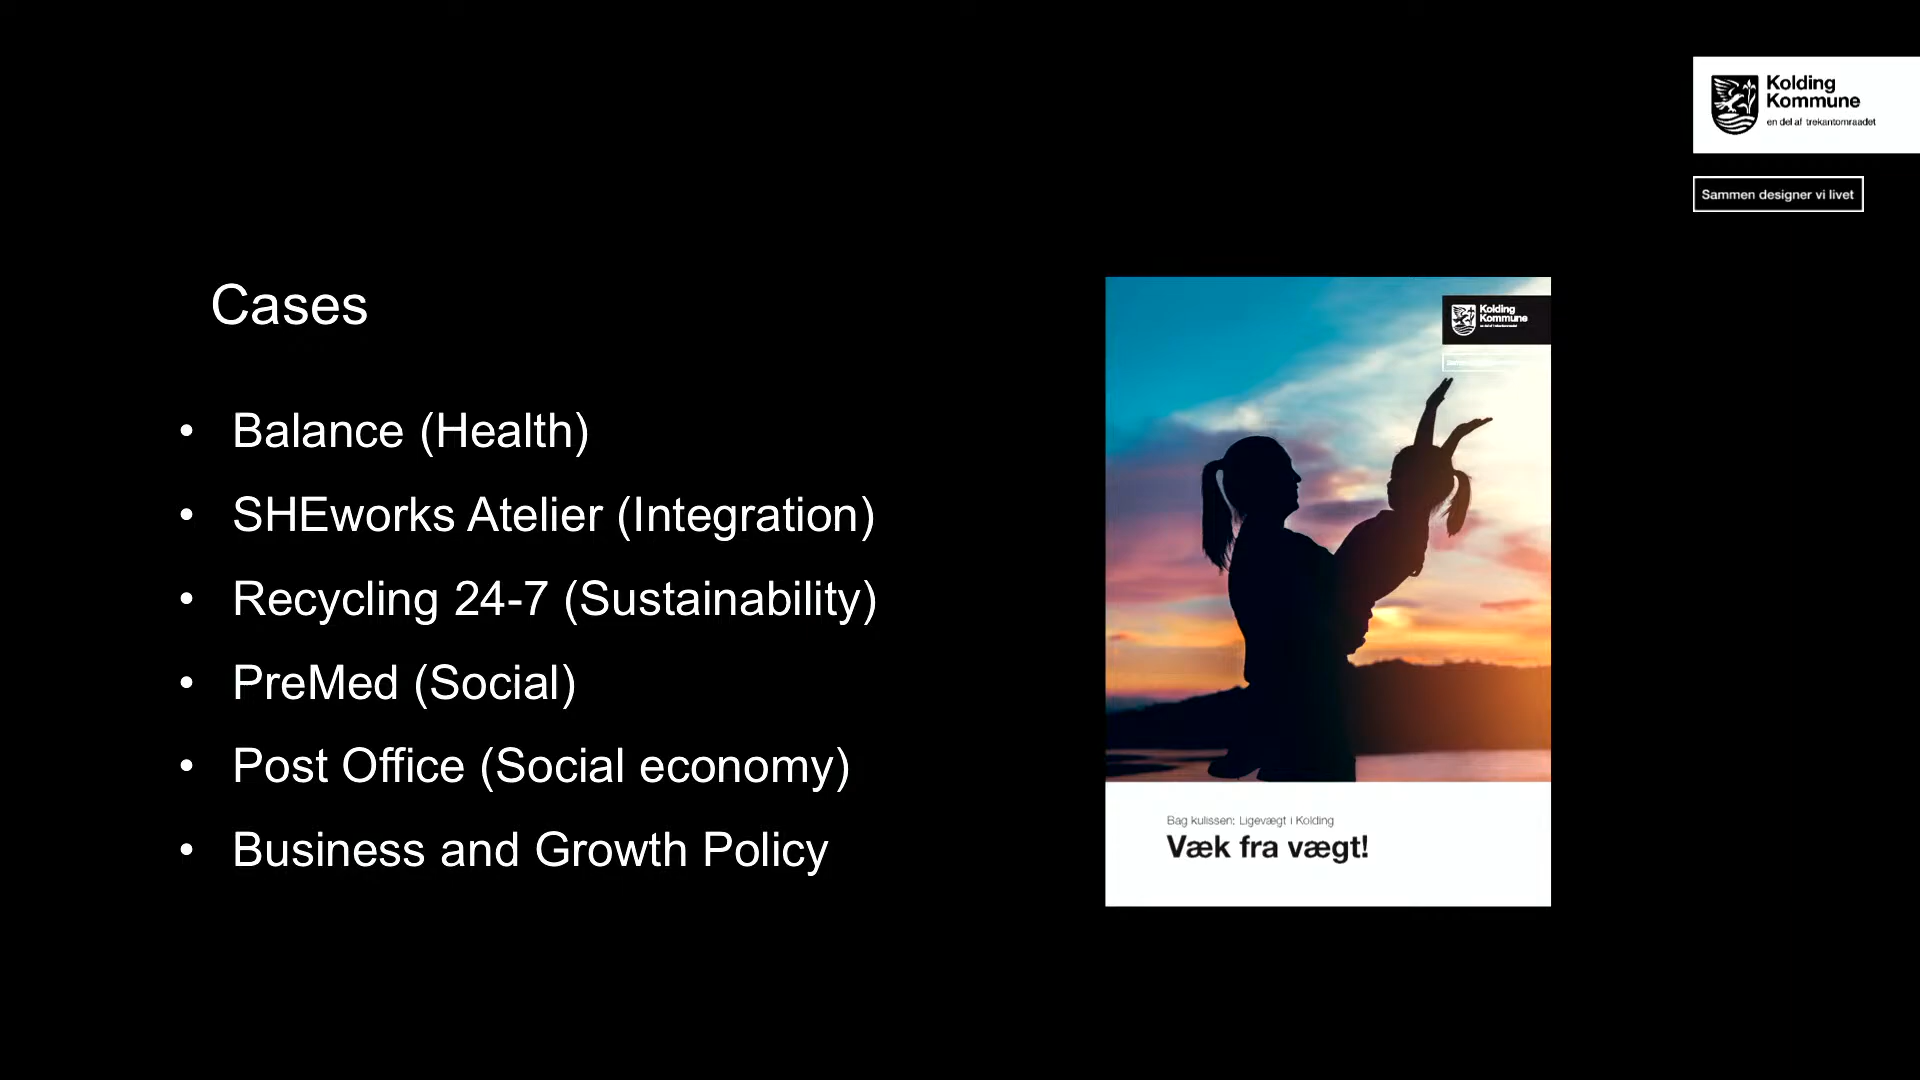 Kolding
Kommune
en del af trekantomraadet
Sammen designer vi livet
Cases
• Balance (Health)
• SHEworks Atelier (Integration)
• Recycling 24-7 (Sustainability)
• PreMed (Social)
• Post Office (Social economy)
• Business and Growth Policy
Kolding
Kommune
Bag kulissen: Ligevægt i Kolding
Væk fra vægt!